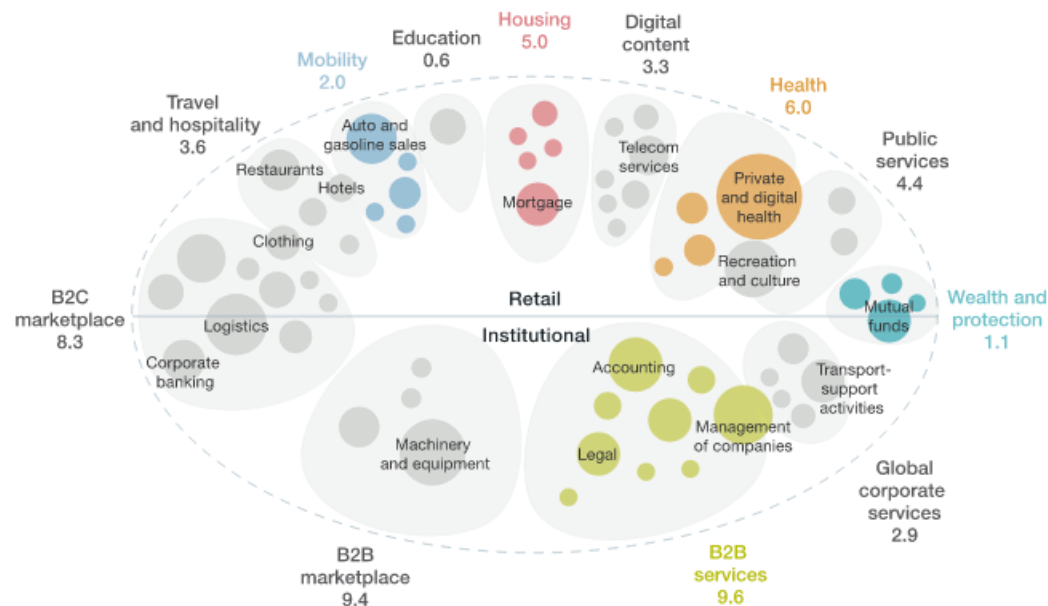 Housing
5.0
Education
0.6
Digital
content
3.3
Mobility
2.0
Health
6.0
Travel
and hospitality
3.6
Public
services
4.4
Auto and
gasoline sales
Restaurants
Hotels
Clothing
Mortgage
Telecom
services
Private
and digital
health
Recreation
and culture
B2C
marketplace
8.3
Logistics
Corporate
banking
Retail
Institutional
Mutual
funds
Wealth and
protection
1.1
Accounting
Transport-
support
activities
Machinery
and equipment
Legal
Management
of companies
Global
corporate
services
2.9
B2B
marketplace
9.4
B2B
services
9.6